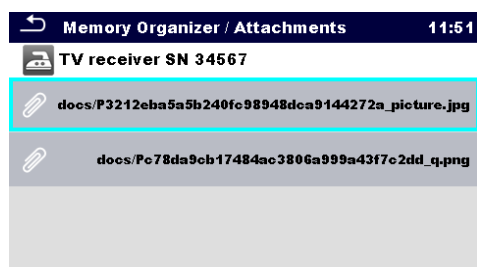 Memory Organizer / Attachments 11:51
TV receiver SN 34567
docs/P3212eba5a5b240fc98948dca9144272a_picture.jpg
docs/Pc78da9cb17484ac3806a999a43f7c2dd_q.png